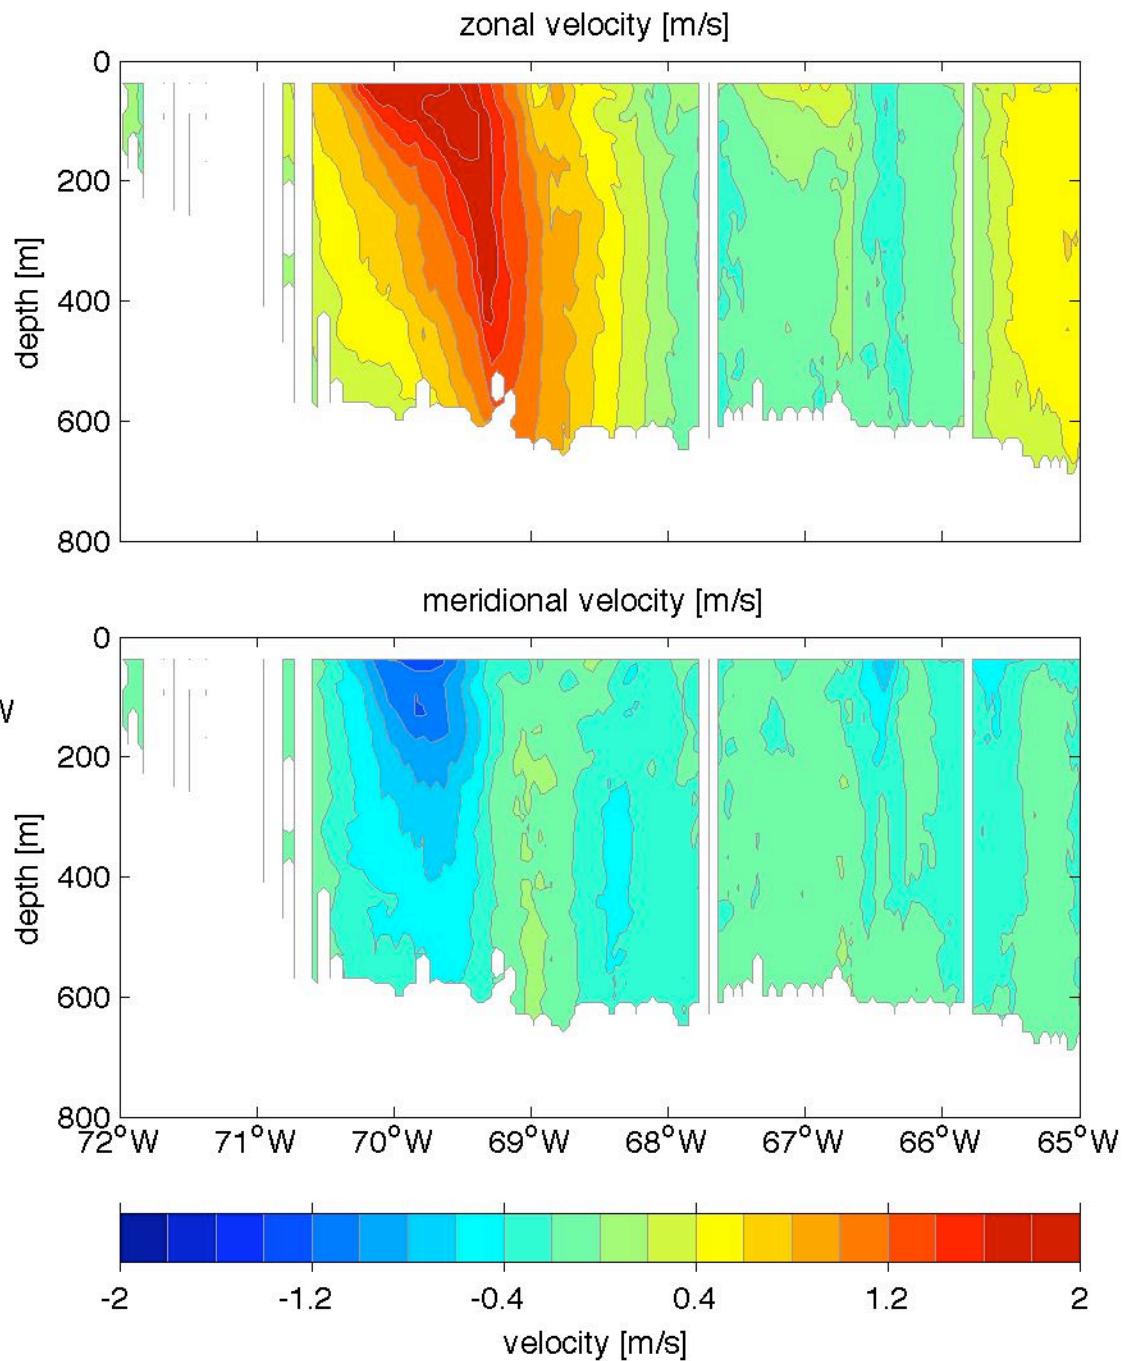 zonal velocity [m/s]
0
200
400
600
800
depth [m]
meridional velocity [m/s]
0
200
400
600
800
depth [m]
W
72°W 71°W 70°W 69°W 68°W 67°W 66°W 65°W
-2 -1.2 -0.4 0.4 1.2 2
velocity [m/s]